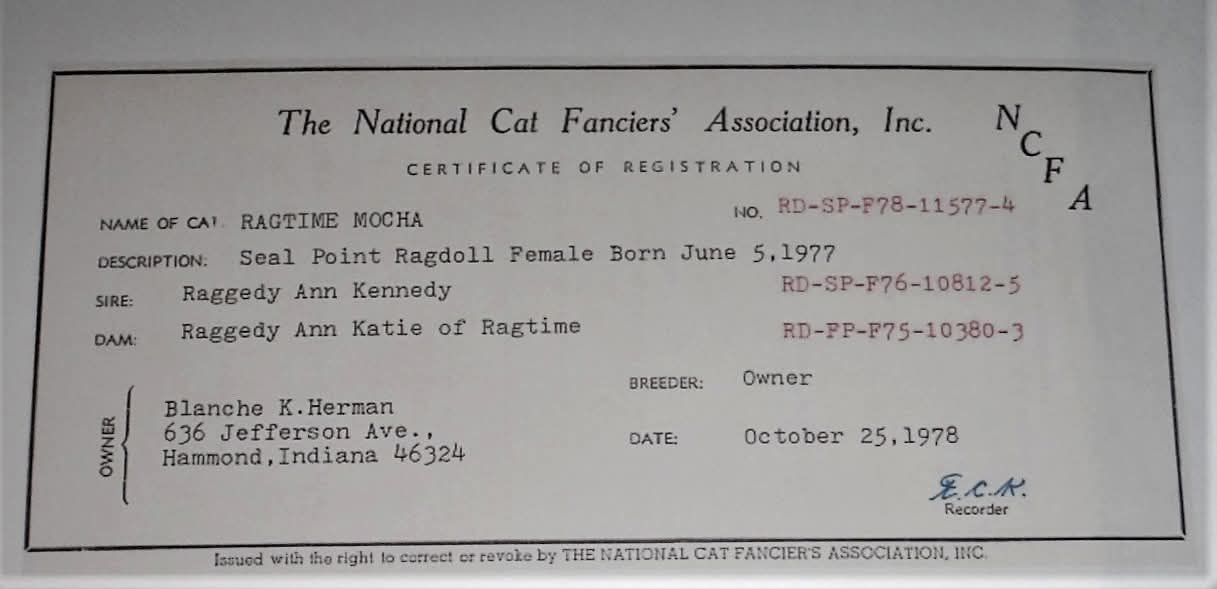 The National Cat Fanciers' Association, Inc.
N C F A
CERTIFICATE OF REGISTRATION
NAME OF CAT. RAGTIME MOCHA NO. RD-SP-F78-11577-4
DESCRIPTION: Seal Point Ragdoll Female Born June 5,1977
SIRE: Raggedy Ann Kennedy RD-SP-F76-10812-5
DAM: Raggedy Ann Katie of Ragtime RD-FP-F75-10380-3
BREEDER: Owner
OWNER
Blanche K.Herman
636 Jefferson Ave.,
Hammond,Indiana 46324
DATE: October 25,1978
E.C.K.
Recorder
Issued with the right to correct or revoke by THE NATIONAL CAT FANCIER'S ASSOCIATION, INC.